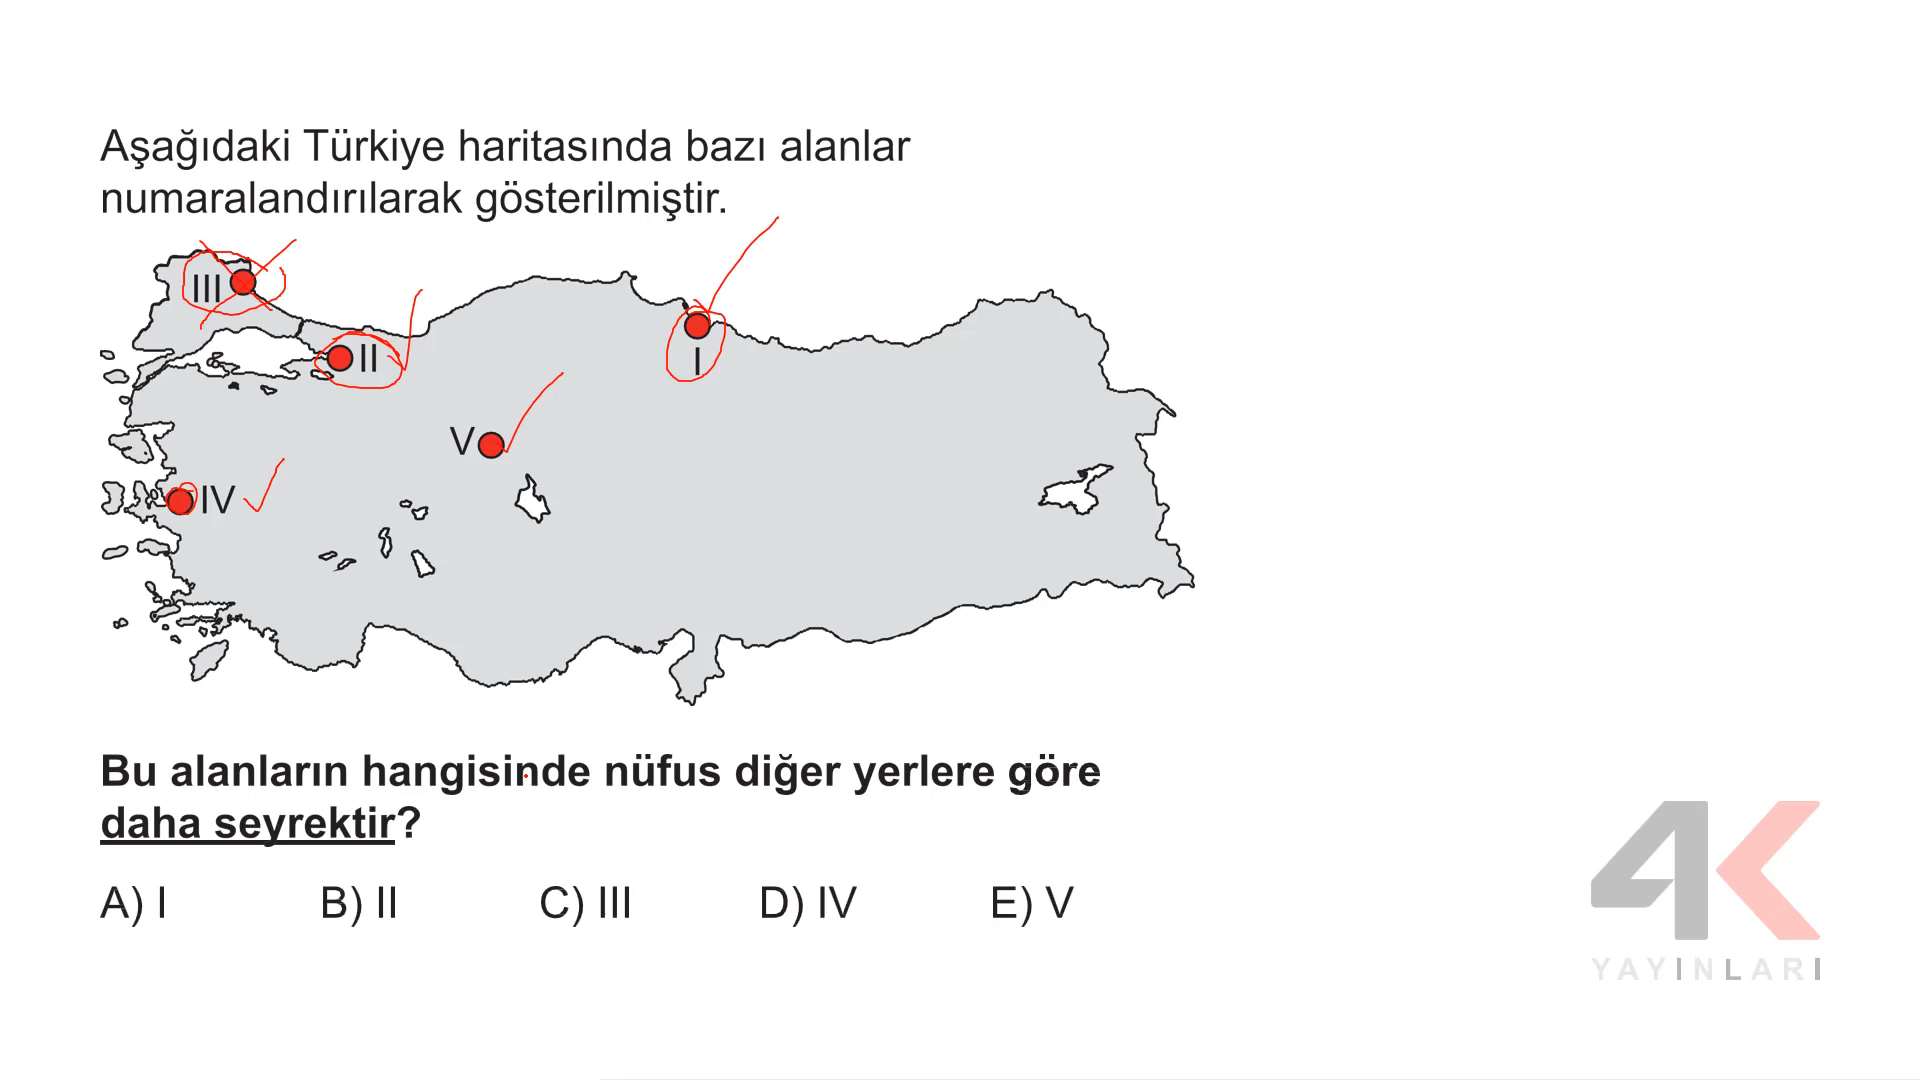 Aşağıdaki Türkiye haritasında bazı alanlar
numaralandırılarak gösterilmiştir.
III
II
I
V
IV
Bu alanların hangisinde nüfus diğer yerlere göre
daha seyrektir?
A) I B) II C) III D) IV E) V
4K
YAYINLARI